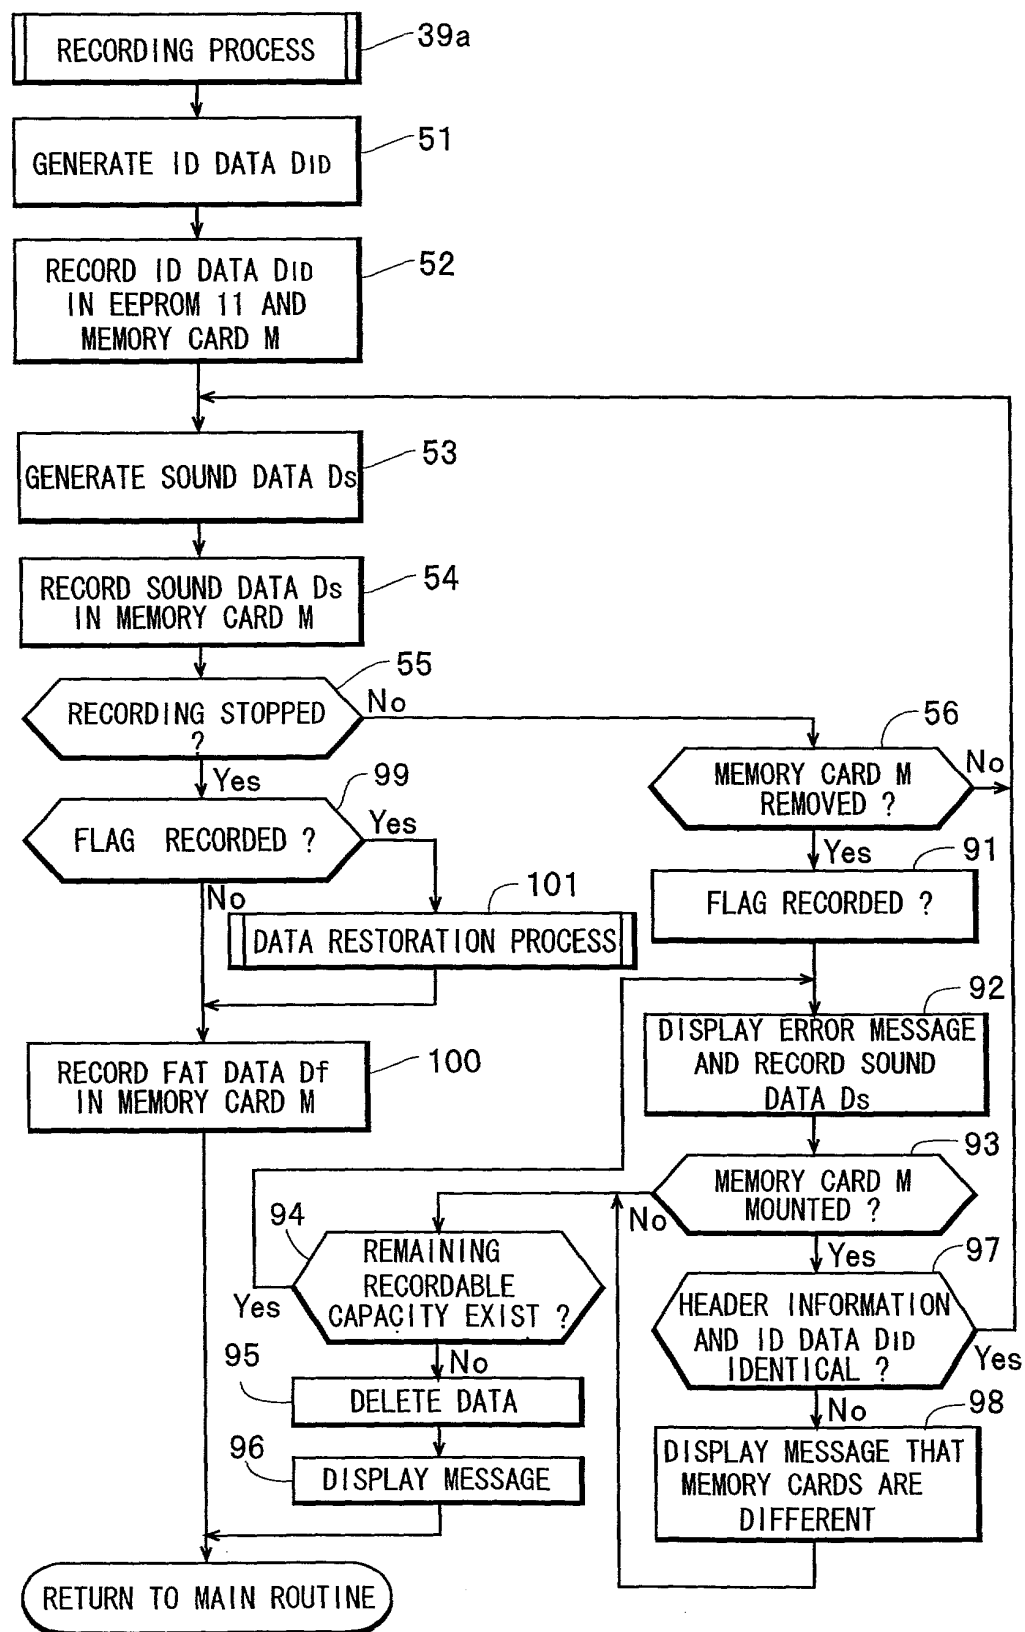 RECORDING PROCESS
39a
GENERATE ID DATA DID
51
RECORD ID DATA DID
IN EEPROM 11 AND
MEMORY CARD M
52
GENERATE SOUND DATA Ds
53
RECORD SOUND DATA Ds
IN MEMORY CARD M
54
RECORDING STOPPED
?
55
No
Yes
MEMORY CARD M
REMOVED ?
56
No
Yes
FLAG RECORDED ?
99
Yes
No
FLAG RECORDED ?
91
DATA RESTORATION PROCESS
101
DISPLAY ERROR MESSAGE
AND RECORD SOUND
DATA Ds
92
RECORD FAT DATA Df
IN MEMORY CARD M
100
MEMORY CARD M
MOUNTED ?
93
No
Yes
REMAINING
RECORDABLE
CAPACITY EXIST ?
94
Yes
No
HEADER INFORMATION
AND ID DATA DID
IDENTICAL ?
97
Yes
No
DELETE DATA
95
DISPLAY MESSAGE
96
DISPLAY MESSAGE THAT
MEMORY CARDS ARE
DIFFERENT
98
RETURN TO MAIN ROUTINE